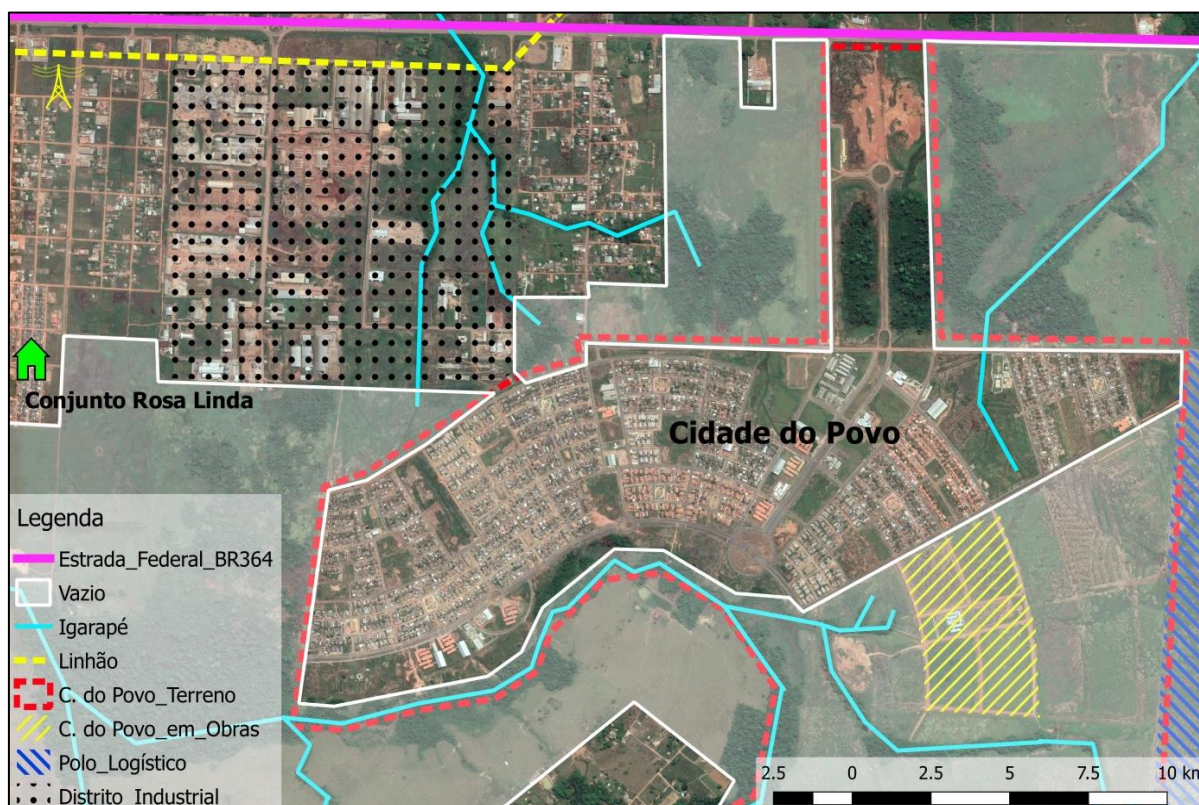 Conjunto Rosa Linda
Cidade do Povo
Legenda
Estrada_Federal_BR364
Vazio
Igarapé
Linhão
C. do Povo_Terreno
C. do Povo_em_Obras
Polo_Logístico
Distrito_Industrial
2.5 0 2.5 5 7.5 10 km